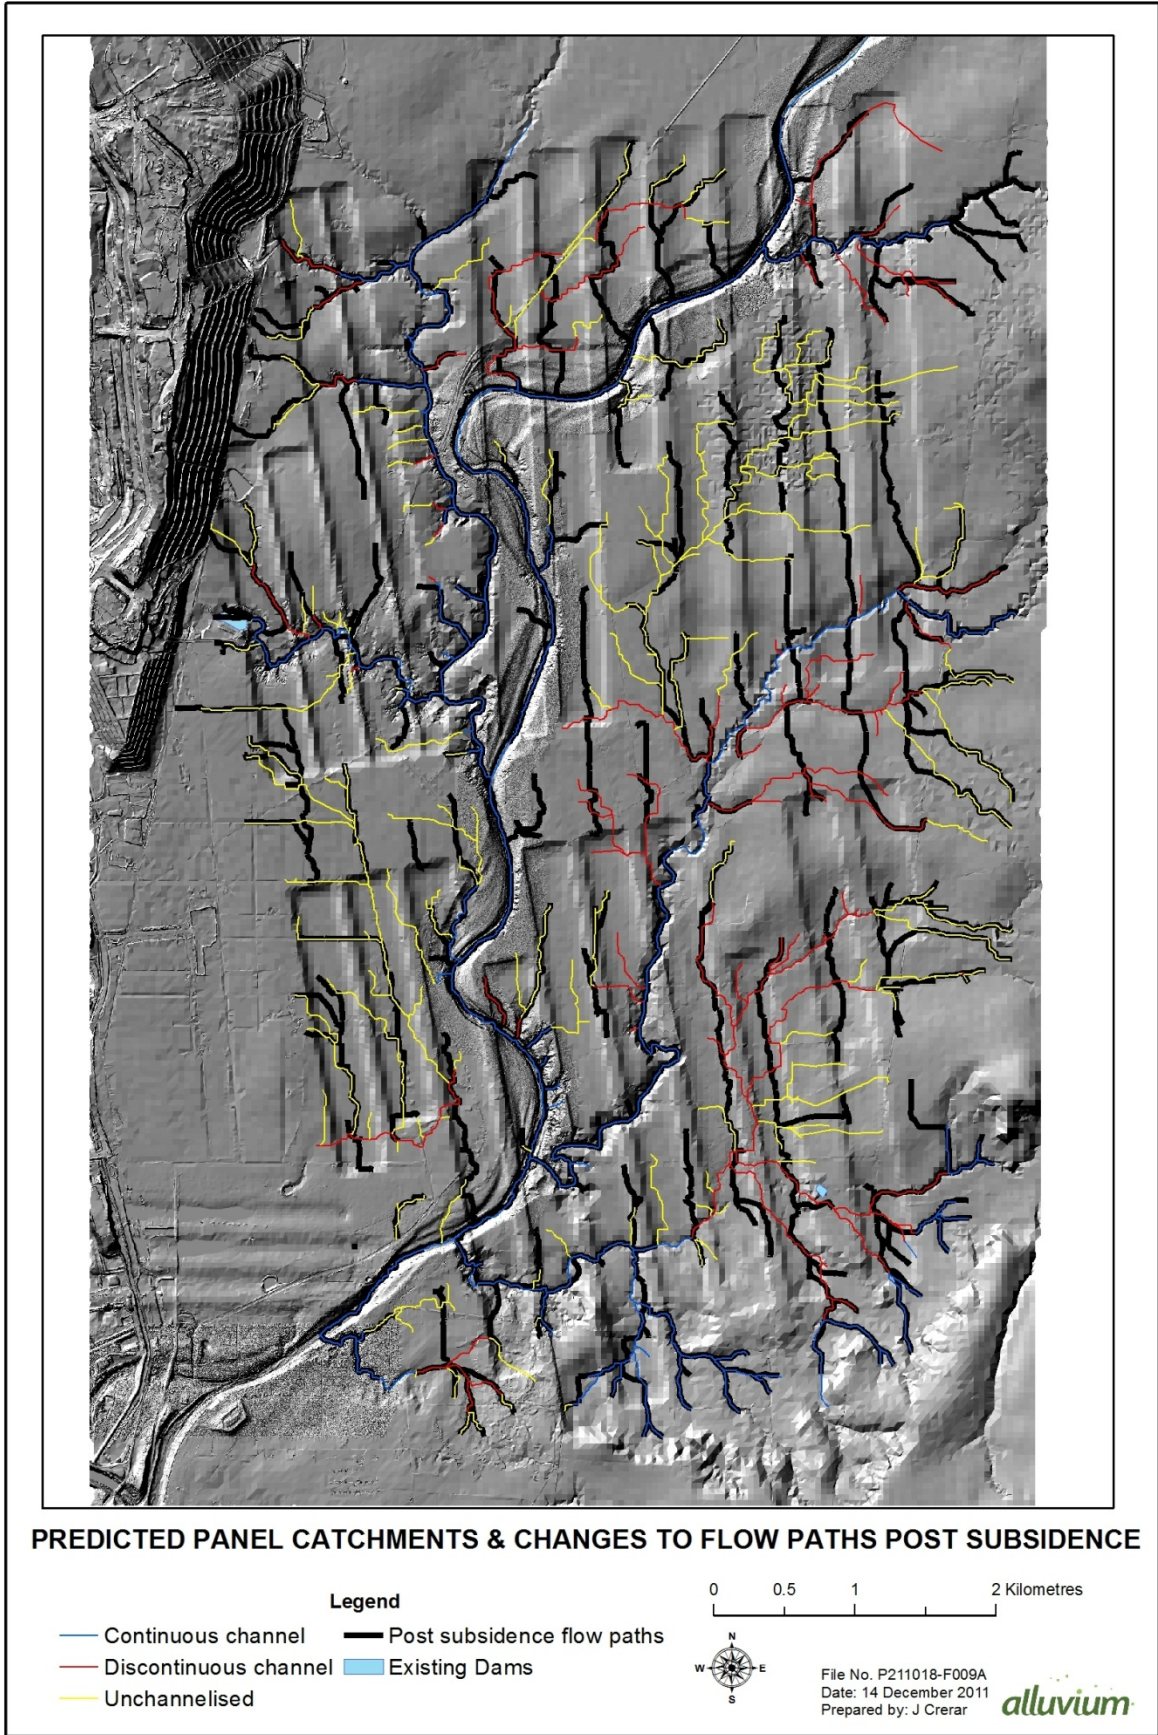 PREDICTED PANEL CATCHMENTS & CHANGES TO FLOW PATHS POST SUBSIDENCE
Legend
Continuous channel
Discontinuous channel
Unchannelised
Post subsidence flow paths
Existing Dams
0 0.5 1 2 Kilometres
N
W E
S
File No. P211018-F009A
Date: 14 December 2011
Prepared by: J Crerar
alluvium